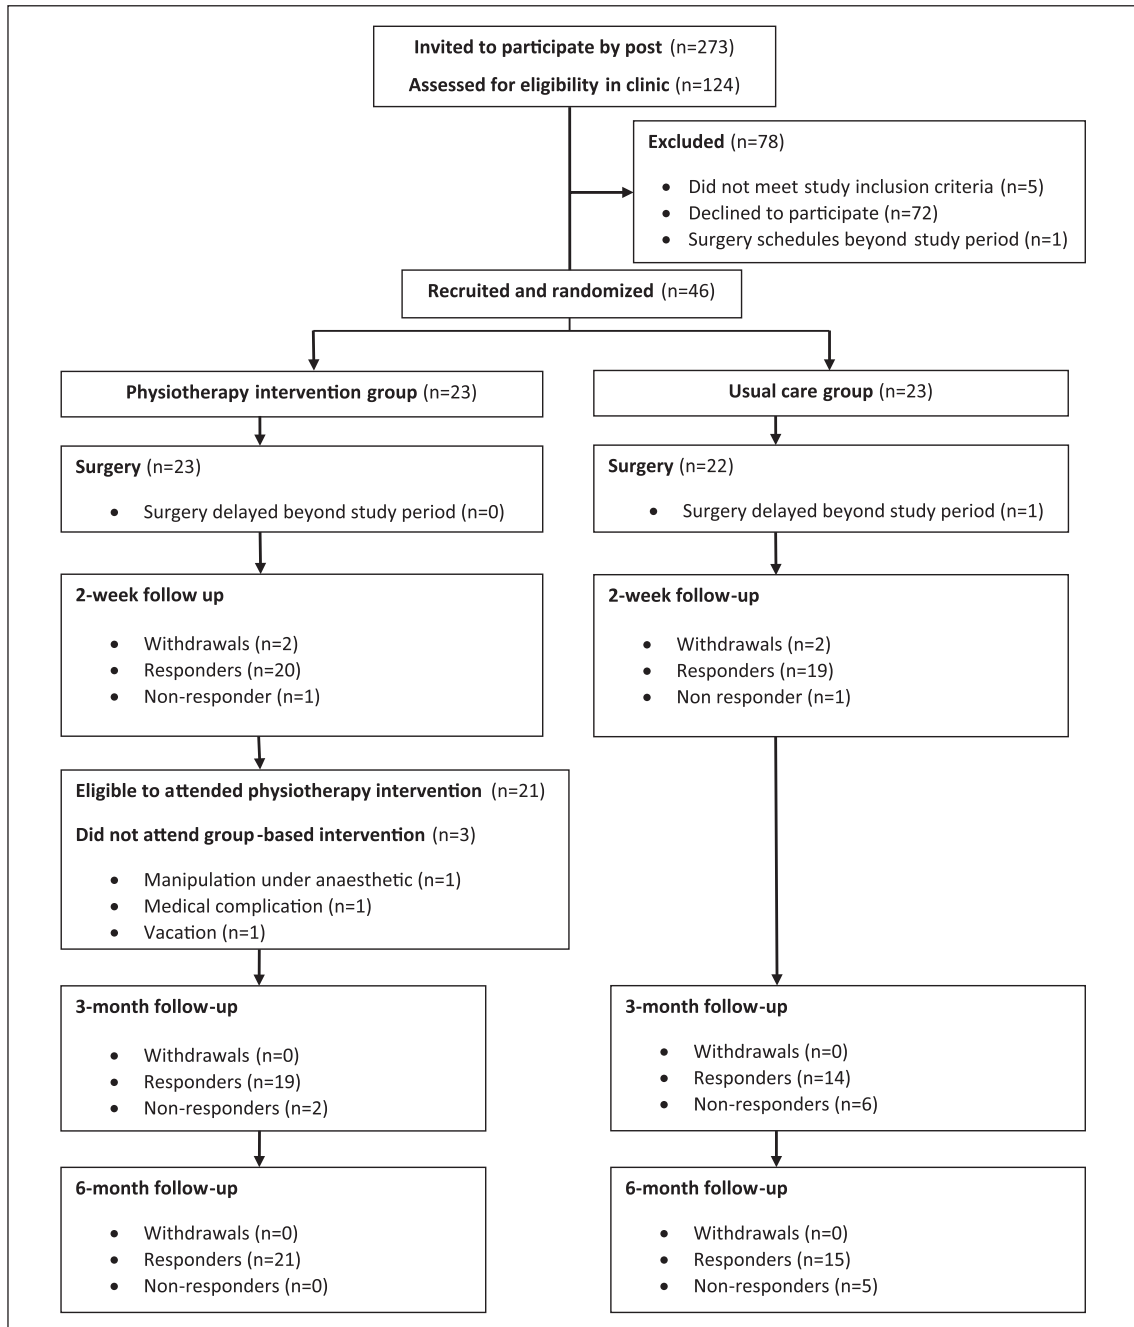 Invited to participate by post (n=273)
Assessed for eligibility in clinic (n=124)
Excluded (n=78)
• Did not meet study inclusion criteria (n=5)
• Declined to participate (n=72)
• Surgery schedules beyond study period (n=1)
Recruited and randomized (n=46)
Physiotherapy intervention group (n=23)
Usual care group (n=23)
Surgery (n=23)
• Surgery delayed beyond study period (n=0)
Surgery (n=22)
• Surgery delayed beyond study period (n=1)
2-week follow up
• Withdrawals (n=2)
• Responders (n=20)
• Non-responder (n=1)
2-week follow-up
• Withdrawals (n=2)
• Responders (n=19)
• Non responder (n=1)
Eligible to attended physiotherapy intervention (n=21)
Did not attend group-based intervention (n=3)
• Manipulation under anaesthetic (n=1)
• Medical complication (n=1)
• Vacation (n=1)
3-month follow-up
• Withdrawals (n=0)
• Responders (n=19)
• Non-responders (n=2)
3-month follow-up
• Withdrawals (n=0)
• Responders (n=14)
• Non-responders (n=6)
6-month follow-up
• Withdrawals (n=0)
• Responders (n=21)
• Non-responders (n=0)
6-month follow-up
• Withdrawals (n=0)
• Responders (n=15)
• Non-responders (n=5)